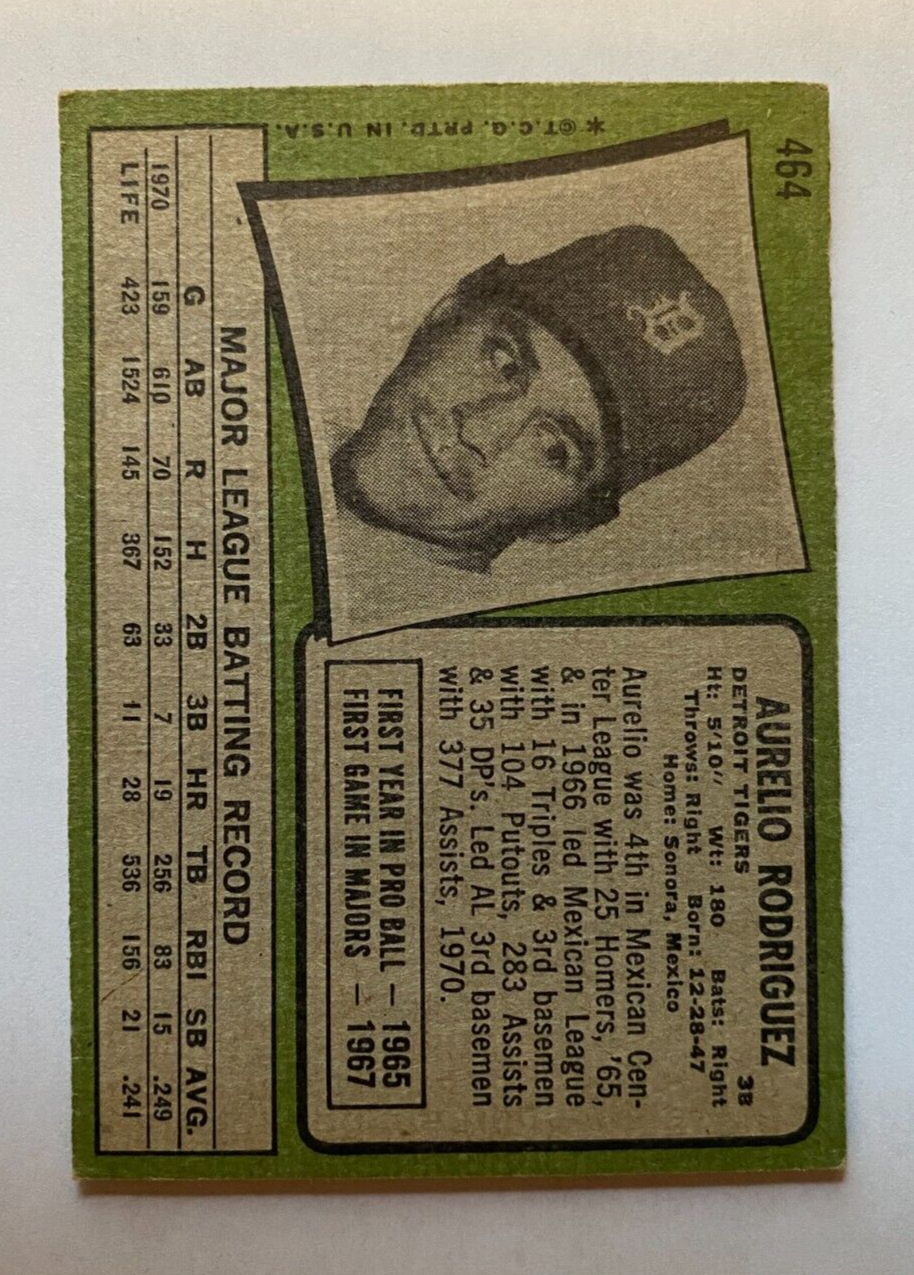 464
* © T.C.G. PRTD. IN U.S.A.
D
AURELIO RODRIGUEZ
3B
DETROIT TIGERS
Ht: 5'10" Wt: 180 Bats: Right
Throws: Right Born: 12-28-47
Home: Sonora, Mexico
Aurelio was 4th in Mexican Cen-
ter League with 25 Homers, '65,
& in 1966 led Mexican League
with 16 Triples & 3rd basemen
with 104 Putouts, 283 Assists
& 35 DP's. Led AL 3rd basemen
with 377 Assists, 1970.
FIRST YEAR IN PRO BALL — 1965
FIRST GAME IN MAJORS — 1967
MAJOR LEAGUE BATTING RECORD
G AB R H 2B 3B HR TB RBI SB AVG.
1970 159 610 70 152 33 7 19 256 83 15 .249
LIFE 423 1524 145 367 63 11 28 536 156 21 .241